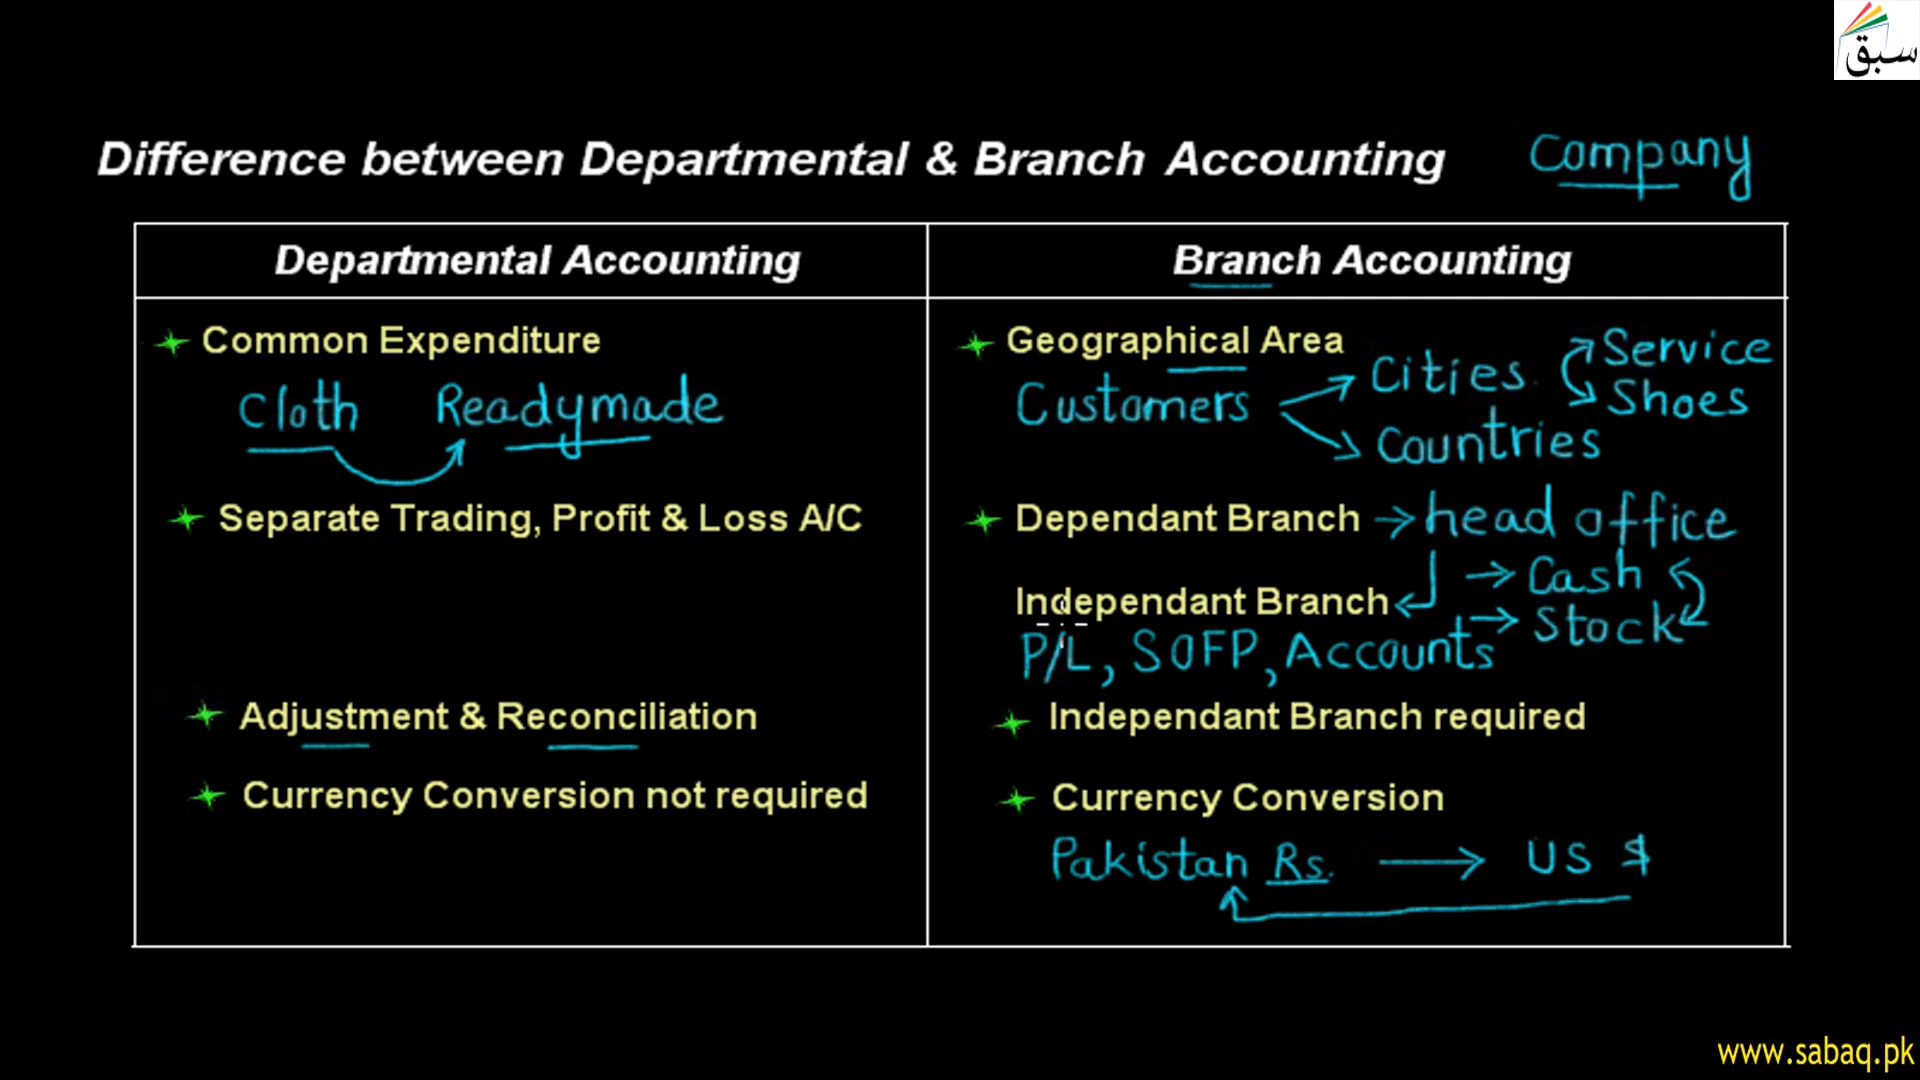 سبق
Difference between Departmental & Branch Accounting Company
Departmental Accounting
Common Expenditure
Cloth Readymade
Separate Trading, Profit & Loss A/C
Adjustment & Reconciliation
Currency Conversion not required
Branch Accounting
Geographical Area
Customers → Cities → Service
→ Shoes
→ Countries
Dependant Branch → head office
→ Cash
Independant Branch
→ Stock
P/L, SOFP, Accounts
Independant Branch required
Currency Conversion
Pakistan Rs. → US $
www.sabaq.pk